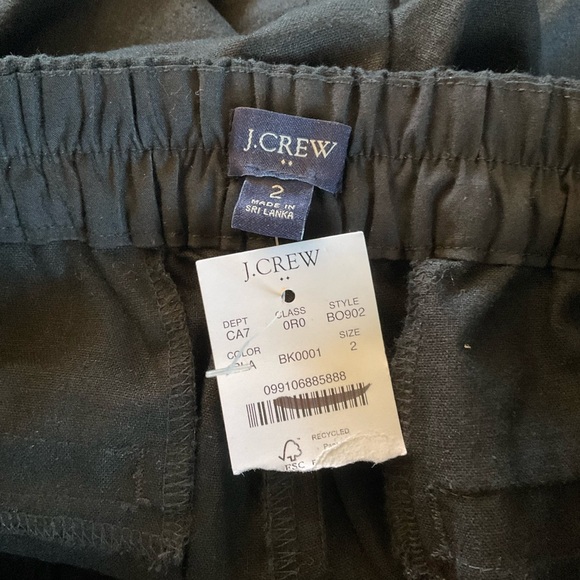 J.CREW
2
MADE IN
SRI LANKA
J.CREW
DEPT CLASS STYLE
CA7 0R0 BO902
COLOR SIZE
BK0001 2
099106885888
RECYCLED
FSC